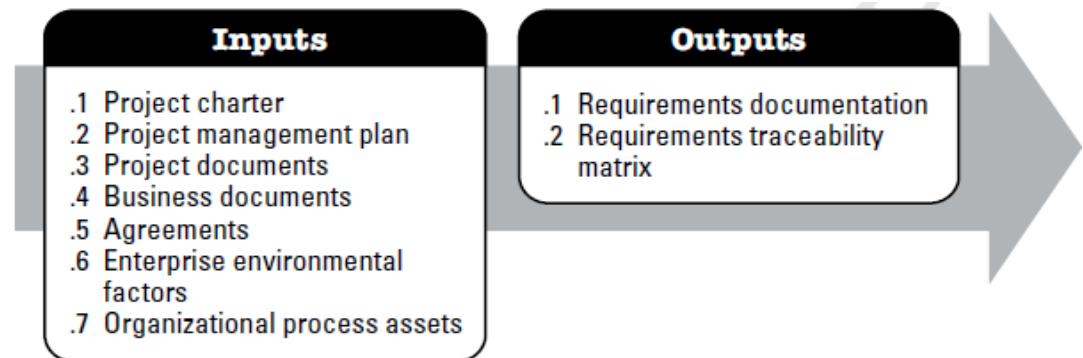 Inputs
.1 Project charter
.2 Project management plan
.3 Project documents
.4 Business documents
.5 Agreements
.6 Enterprise environmental
factors
.7 Organizational process assets
Outputs
.1 Requirements documentation
.2 Requirements traceability
matrix